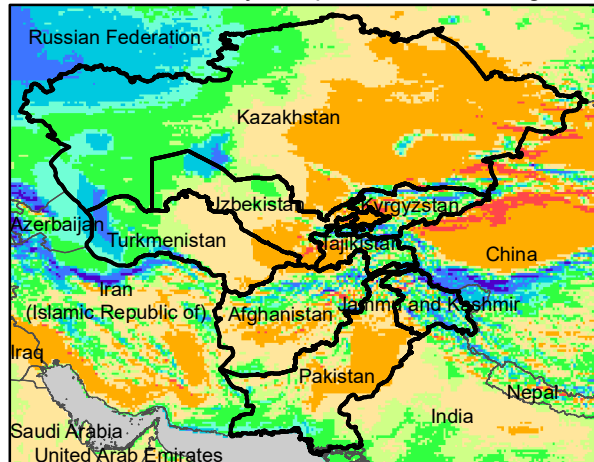 Russian Federation
Kazakhstan
Uzbekistan
Kyrgyzstan
Azerbaijan
Turkmenistan
Tajikistan
China
Iran
(Islamic Republic of)
Afghanistan
Jammu and Kashmir
Iraq
Pakistan
Nepal
India
Saudi Arabia
United Arab Emirates